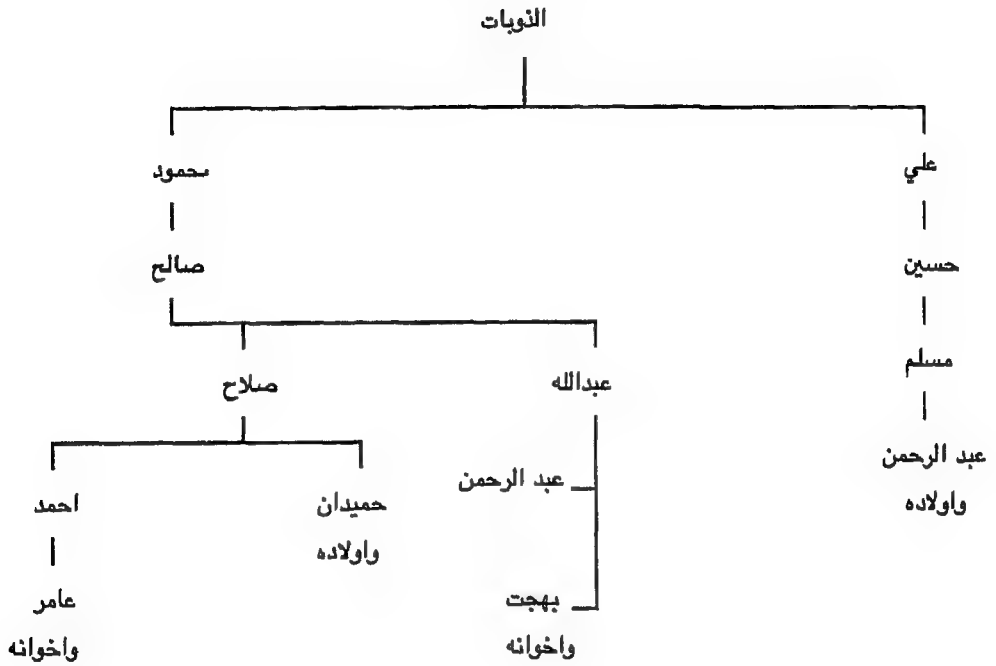 الذوبات
علي
محمود
حسين
صالح
مسلم
عبدالله
صلاح
عبد الرحمن
واولاده
عبد الرحمن
بهجت
واخوانه
حميدان
واولاده
احمد
عامر
واخوانه